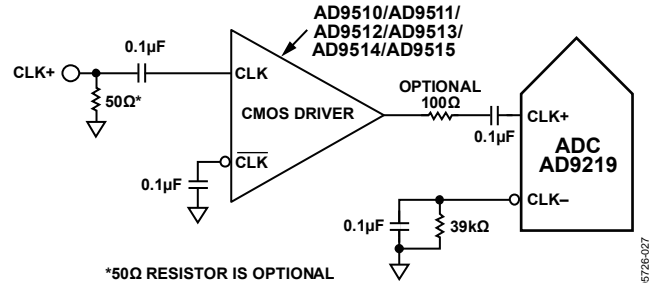 AD9510/AD9511/
AD9512/AD9513/
AD9514/AD9515
0.1µF
CLK+
CLK
50Ω*
OPTIONAL
100Ω
CMOS DRIVER
0.1µF
CLK+
ADC
AD9219
CLK
0.1µF
CLK–
0.1µF
39kΩ
*50Ω RESISTOR IS OPTIONAL
05726-027